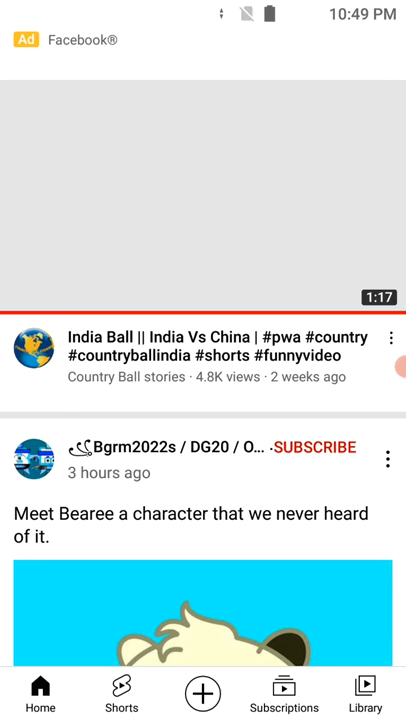 10:49 PM
Ad Facebook®
1:17
India Ball || India Vs China | #pwa #country
#countryballindia #shorts #funnyvideo
Country Ball stories · 4.8K views · 2 weeks ago
Bgrm2022s / DG20 / O... ·SUBSCRIBE
3 hours ago
Meet Bearee a character that we never heard
of it.
Home Shorts Subscriptions Library